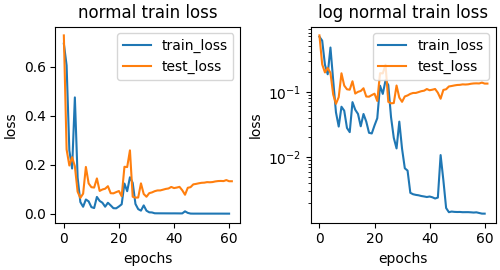 normal train loss
train_loss
test_loss
loss
0.6
0.4
0.2
0.0
0
20
40
60
epochs
log normal train loss
train_loss
test_loss
loss
10⁻¹
10⁻²
0
20
40
60
epochs